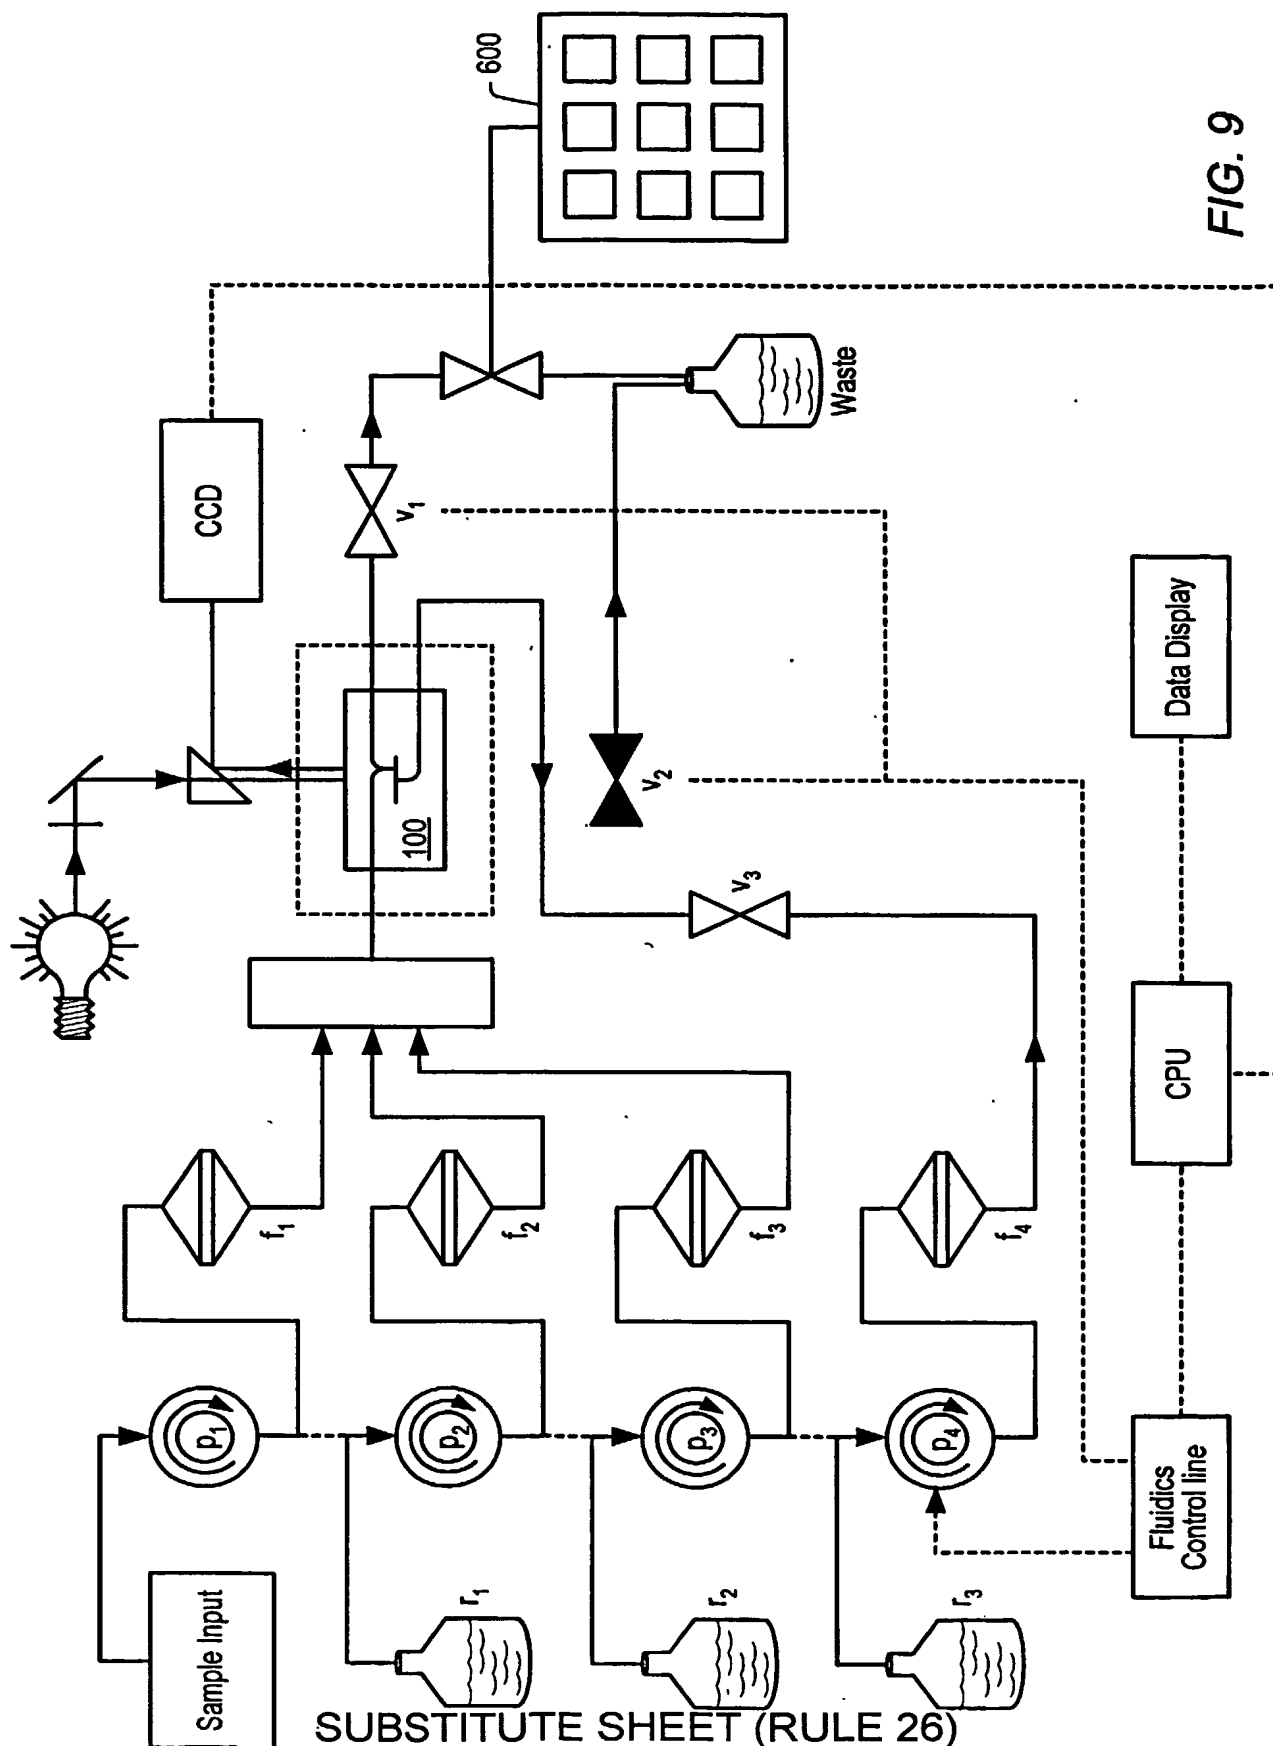 Sample Input
r1
r2
r3
p1
p2
p3
p4
f1
f2
f3
f4
100
CCD
v1
v2
v3
600
Waste
Fluidics
Control line
CPU
Data Display
FIG. 9
SUBSTITUTE SHEET (RULE 26)